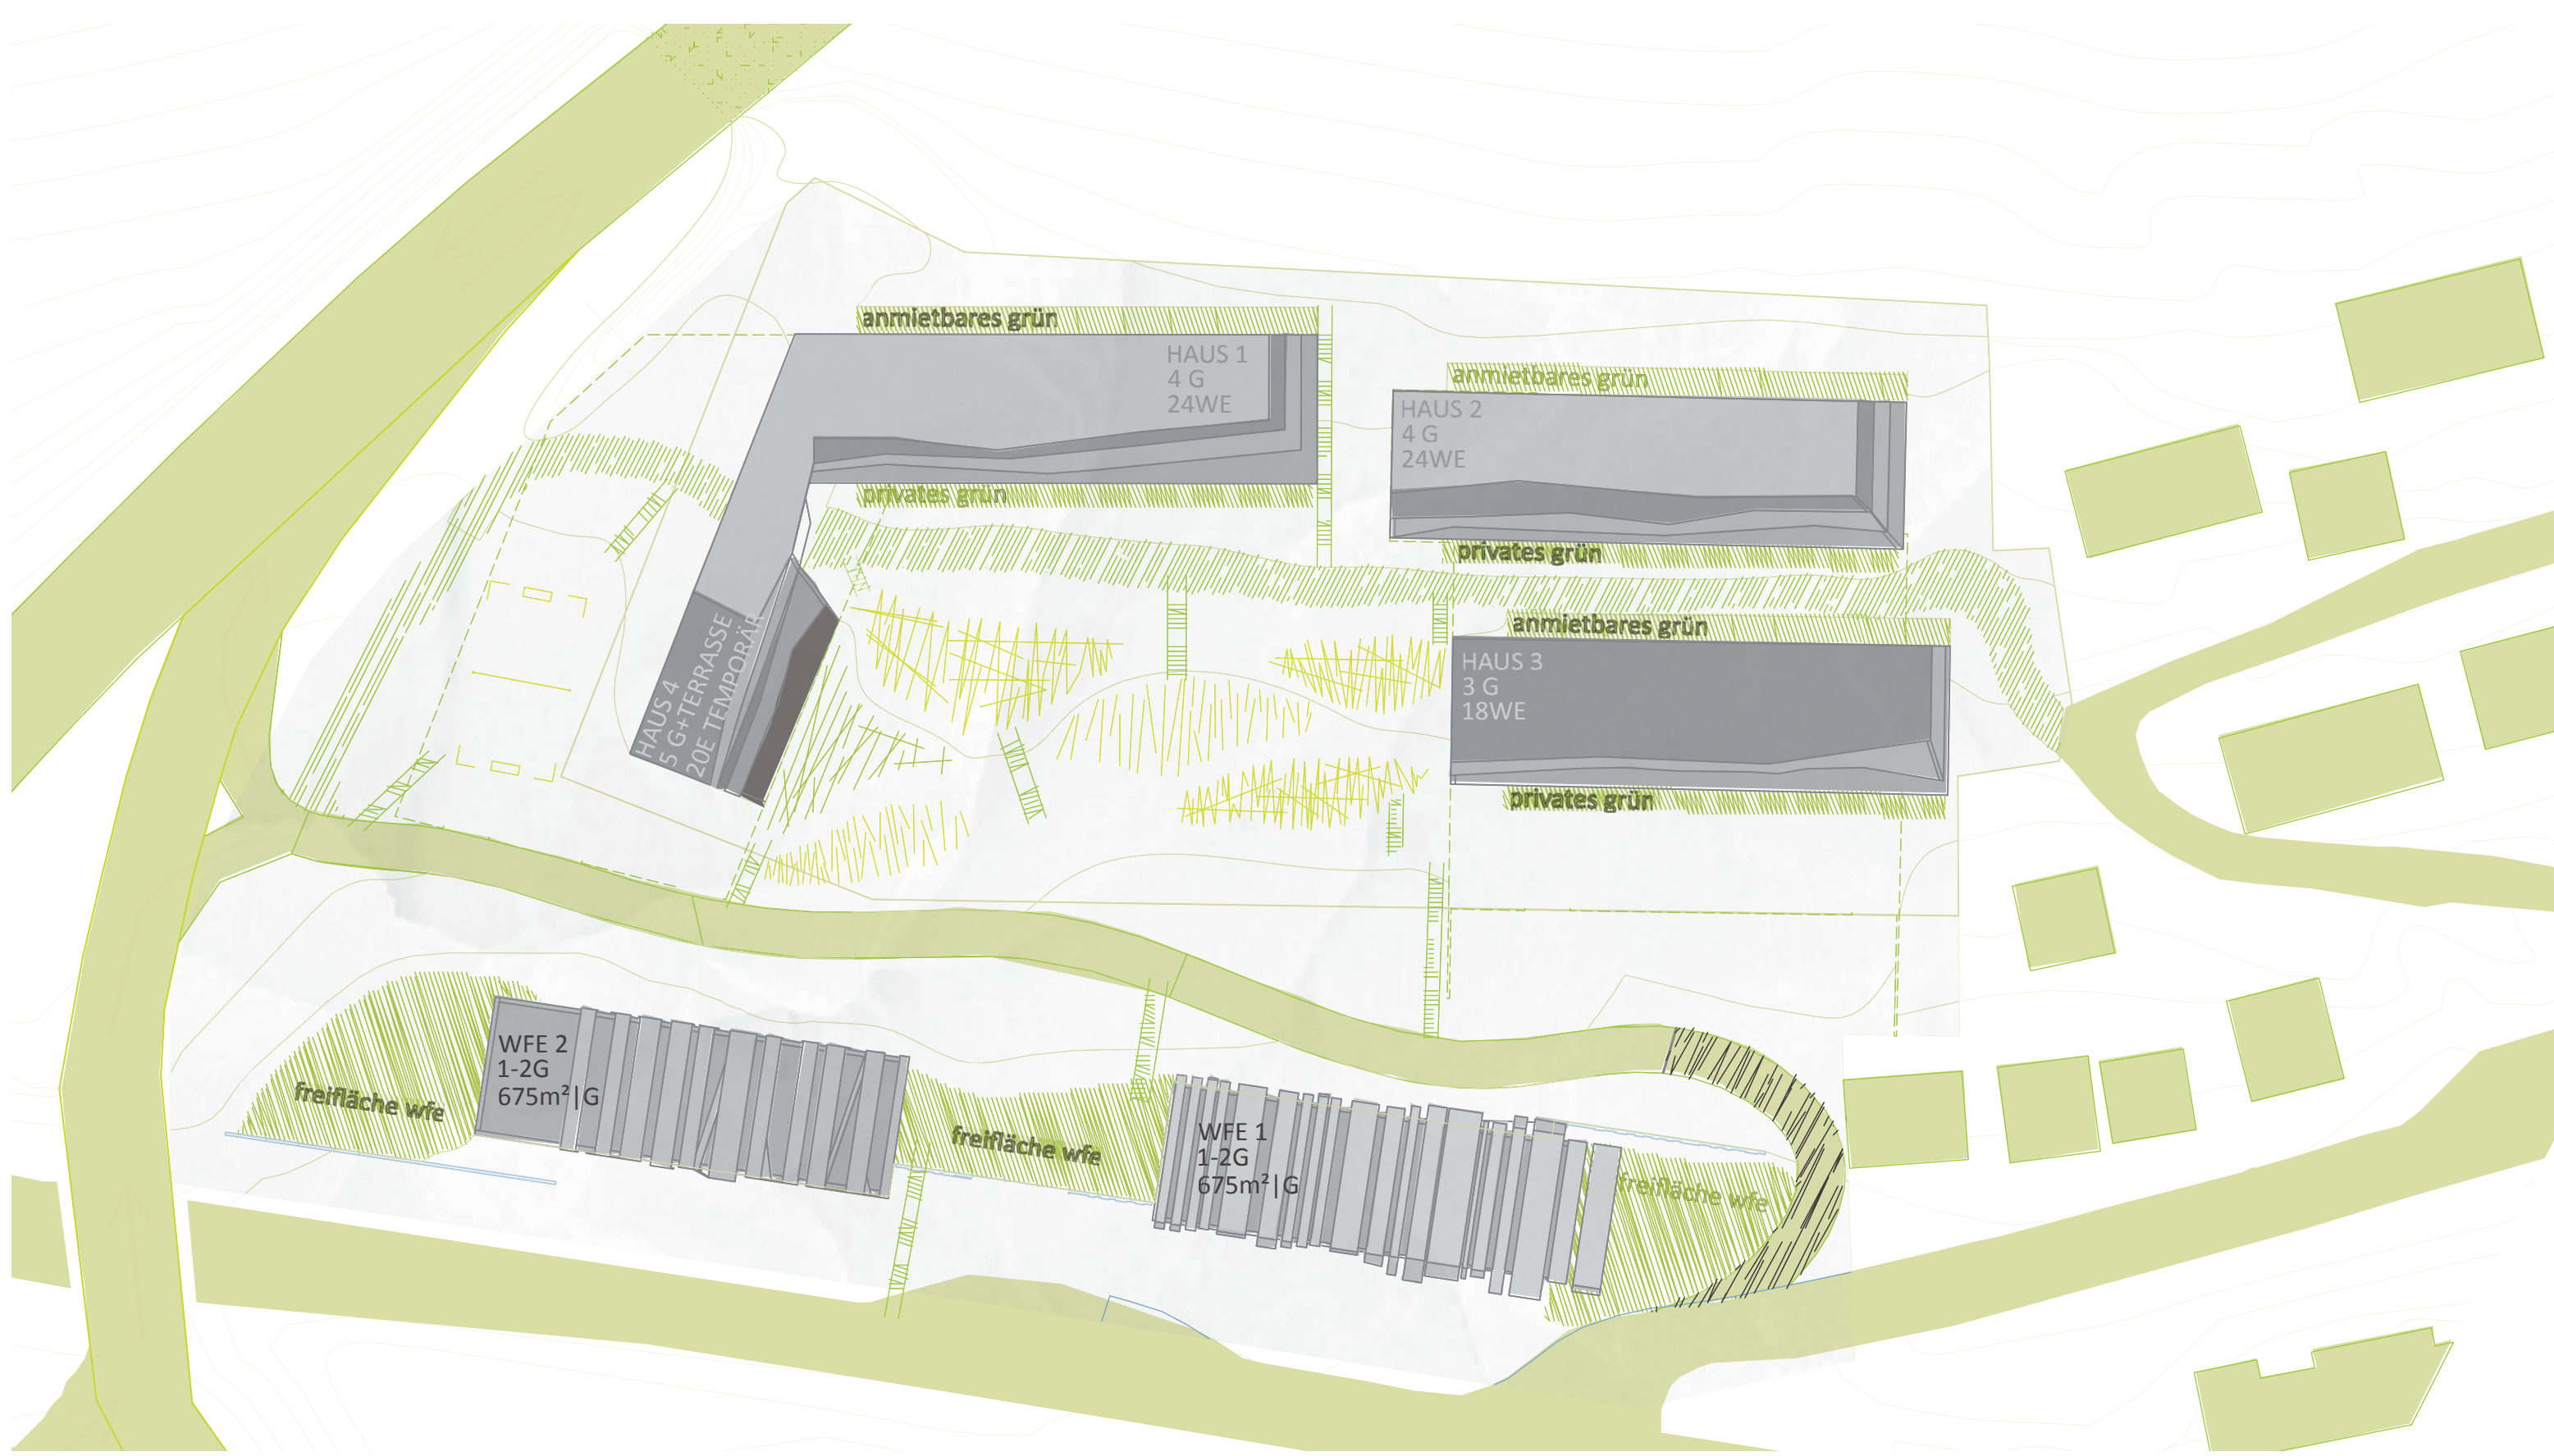 anmietbares grün
HAUS 1
4 G
24WE
privates grün
anmietbares grün
HAUS 2
4 G
24WE
privates grün
anmietbares grün
HAUS 3
3 G
18WE
privates grün
HAUS 4
5 G+TERRASSE
20E TEMPORÄR
WFE 2
1-2G
675m²|G
freifläche wfe
freifläche wfe
WFE 1
1-2G
675m²|G
freifläche wfe